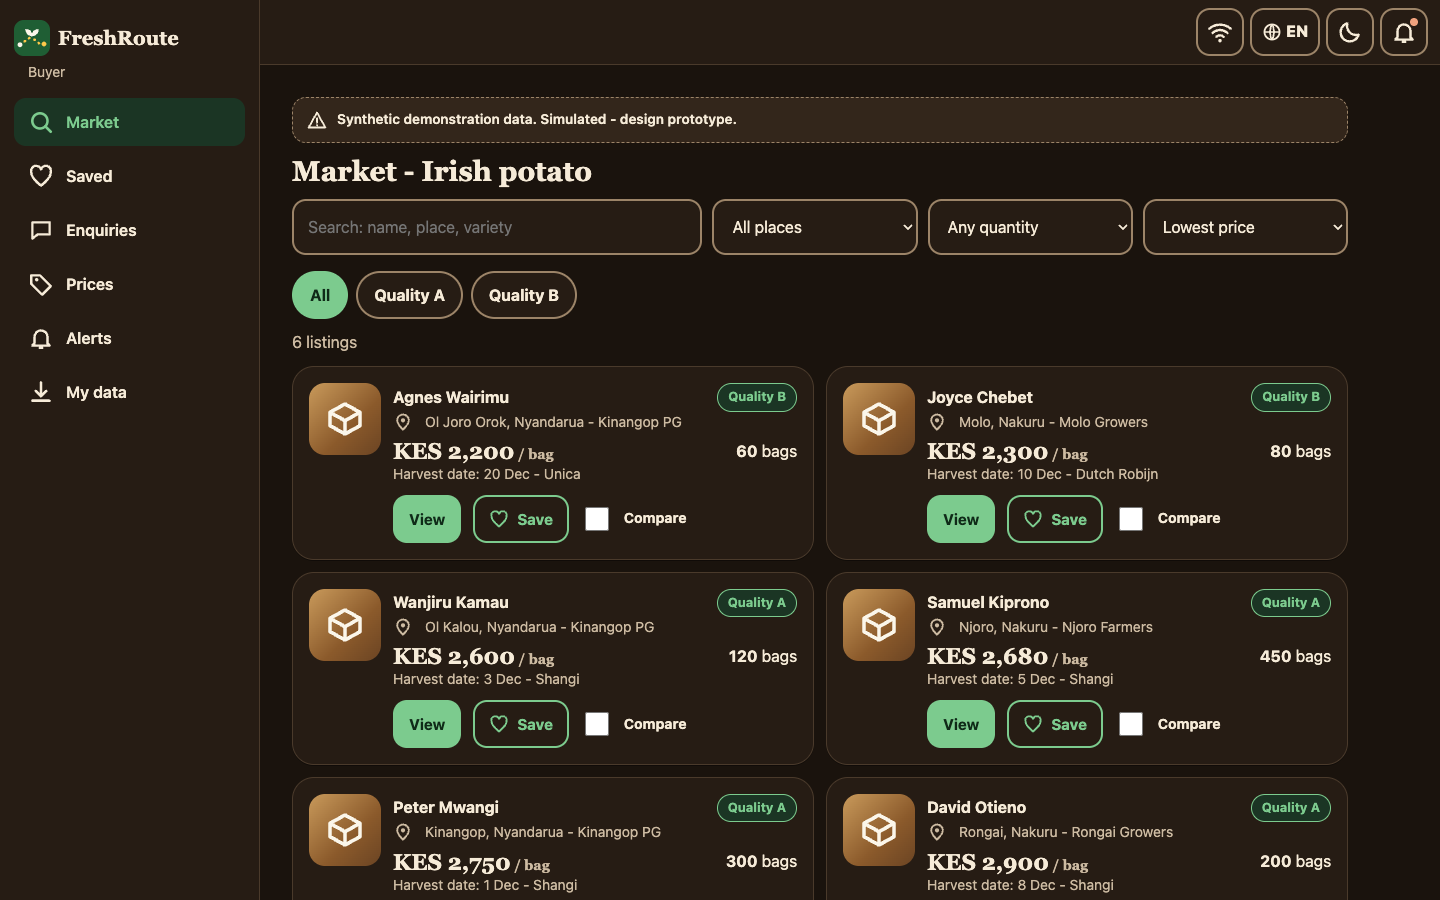 FreshRoute
Buyer
Market
Saved
Enquiries
Prices
Alerts
My data
EN
Synthetic demonstration data. Simulated - design prototype.
Market - Irish potato
Search: name, place, variety
All places
Any quantity
Lowest price
All
Quality A
Quality B
6 listings
Agnes Wairimu
Quality B
Ol Joro Orok, Nyandarua - Kinangop PG
KES 2,200 / bag
60 bags
Harvest date: 20 Dec - Unica
View
Save
Compare
Joyce Chebet
Quality B
Molo, Nakuru - Molo Growers
KES 2,300 / bag
80 bags
Harvest date: 10 Dec - Dutch Robijn
View
Save
Compare
Wanjiru Kamau
Quality A
Ol Kalou, Nyandarua - Kinangop PG
KES 2,600 / bag
120 bags
Harvest date: 3 Dec - Shangi
View
Save
Compare
Samuel Kiprono
Quality A
Njoro, Nakuru - Njoro Farmers
KES 2,680 / bag
450 bags
Harvest date: 5 Dec - Shangi
View
Save
Compare
Peter Mwangi
Quality A
Kinangop, Nyandarua - Kinangop PG
KES 2,750 / bag
300 bags
Harvest date: 1 Dec - Shangi
David Otieno
Quality A
Rongai, Nakuru - Rongai Growers
KES 2,900 / bag
200 bags
Harvest date: 8 Dec - Shangi